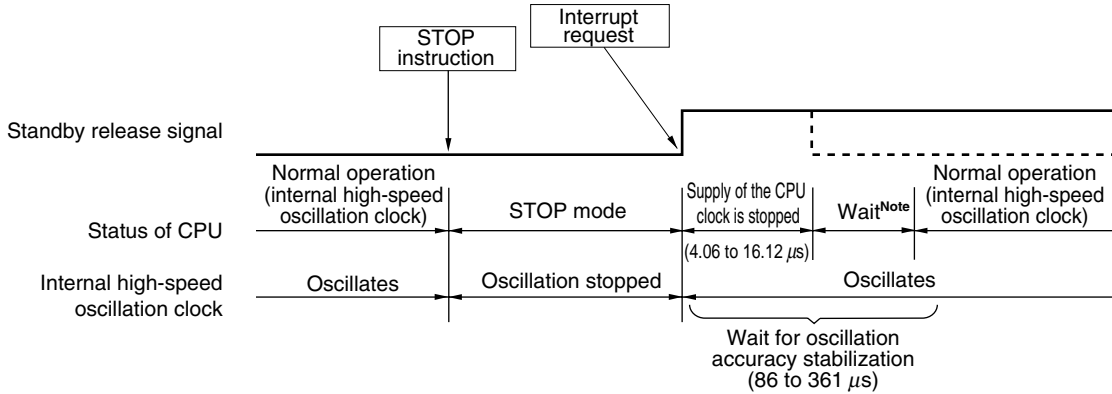 STOP
instruction
Interrupt
request
Standby release signal
Normal operation
(internal high-speed
oscillation clock)
Status of CPU
STOP mode
Supply of the CPU
clock is stopped
(4.06 to 16.12 μs)
WaitNote
Normal operation
(internal high-speed
oscillation clock)
Internal high-speed
oscillation clock
Oscillates
Oscillation stopped
Oscillates
Wait for oscillation
accuracy stabilization
(86 to 361 μs)